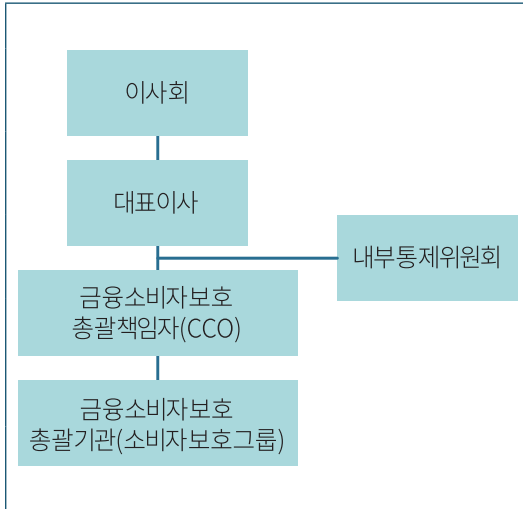 이사회
대표이사
내부통제위원회
금융소비자보호
총괄책임자(CCO)
금융소비자보호
총괄기관(소비자보호그룹)